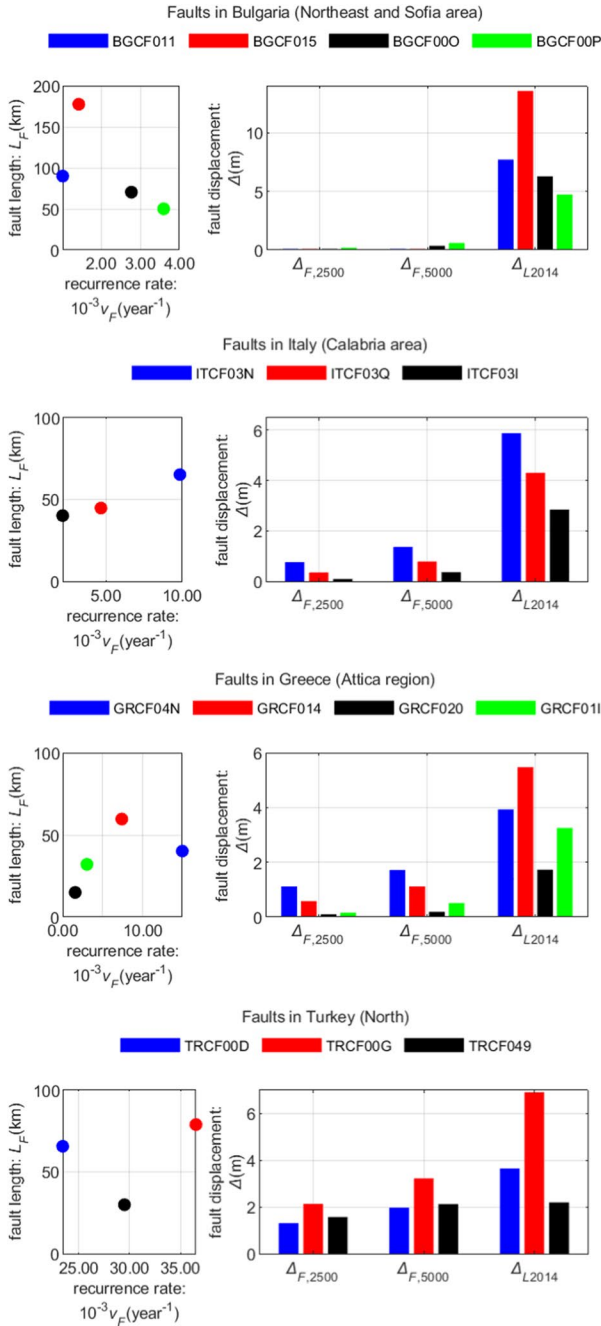 Faults in Bulgaria (Northeast and Sofia area)
BGCF011 BGCF015 BGCF00O BGCF00P
fault length: L_F(km)
200
150
100
50
0
2.00 3.00 4.00
recurrence rate:
10^-3 v_F(year^-1)
fault displacement:
Δ(m)
10
5
0
Δ_F,2500 Δ_F,5000 Δ_L2014
Faults in Italy (Calabria area)
ITCF03N ITCF03Q ITCF03I
fault length: L_F(km)
100
50
0
5.00 10.00
recurrence rate:
10^-3 v_F(year^-1)
fault displacement:
Δ(m)
6
4
2
0
Δ_F,2500 Δ_F,5000 Δ_L2014
Faults in Greece (Attica region)
GRCF04N GRCF014 GRCF020 GRCF01I
fault length: L_F(km)
100
50
0
0.00 10.00
recurrence rate:
10^-3 v_F(year^-1)
fault displacement:
Δ(m)
6
4
2
0
Δ_F,2500 Δ_F,5000 Δ_L2014
Faults in Turkey (North)
TRCF00D TRCF00G TRCF049
fault length: L_F(km)
100
50
0
25.00 30.00 35.00
recurrence rate:
10^-3 v_F(year^-1)
fault displacement:
Δ(m)
6
4
2
0
Δ_F,2500 Δ_F,5000 Δ_L2014